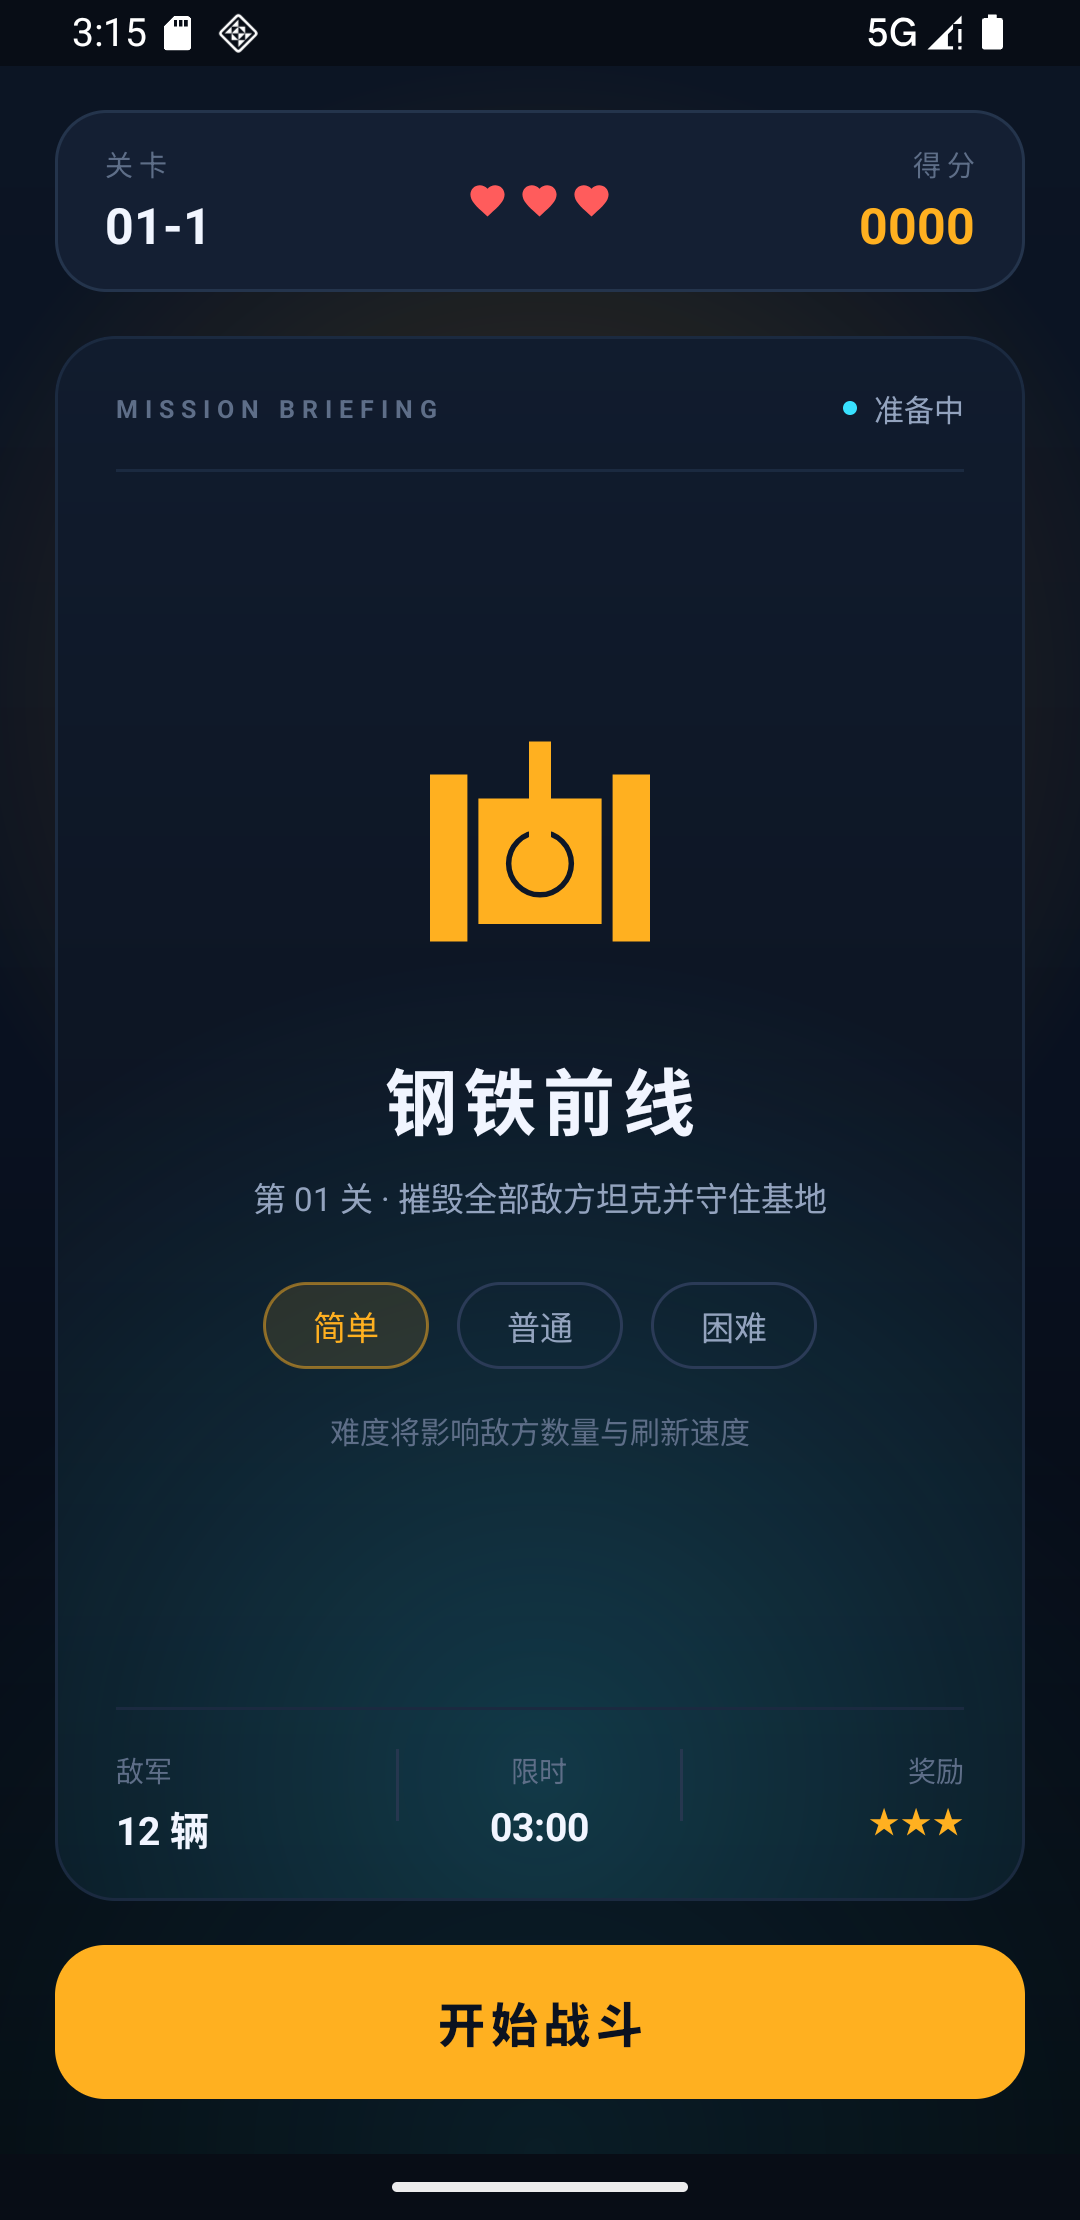 3:15
5G
关卡
得分
01-1
0000
MISSION BRIEFING
准备中
钢铁前线
第 01 关 · 摧毁全部敌方坦克并守住基地
简单
普通
困难
难度将影响敌方数量与刷新速度
敌军
限时
奖励
12 辆
03:00
★★★
开始战斗